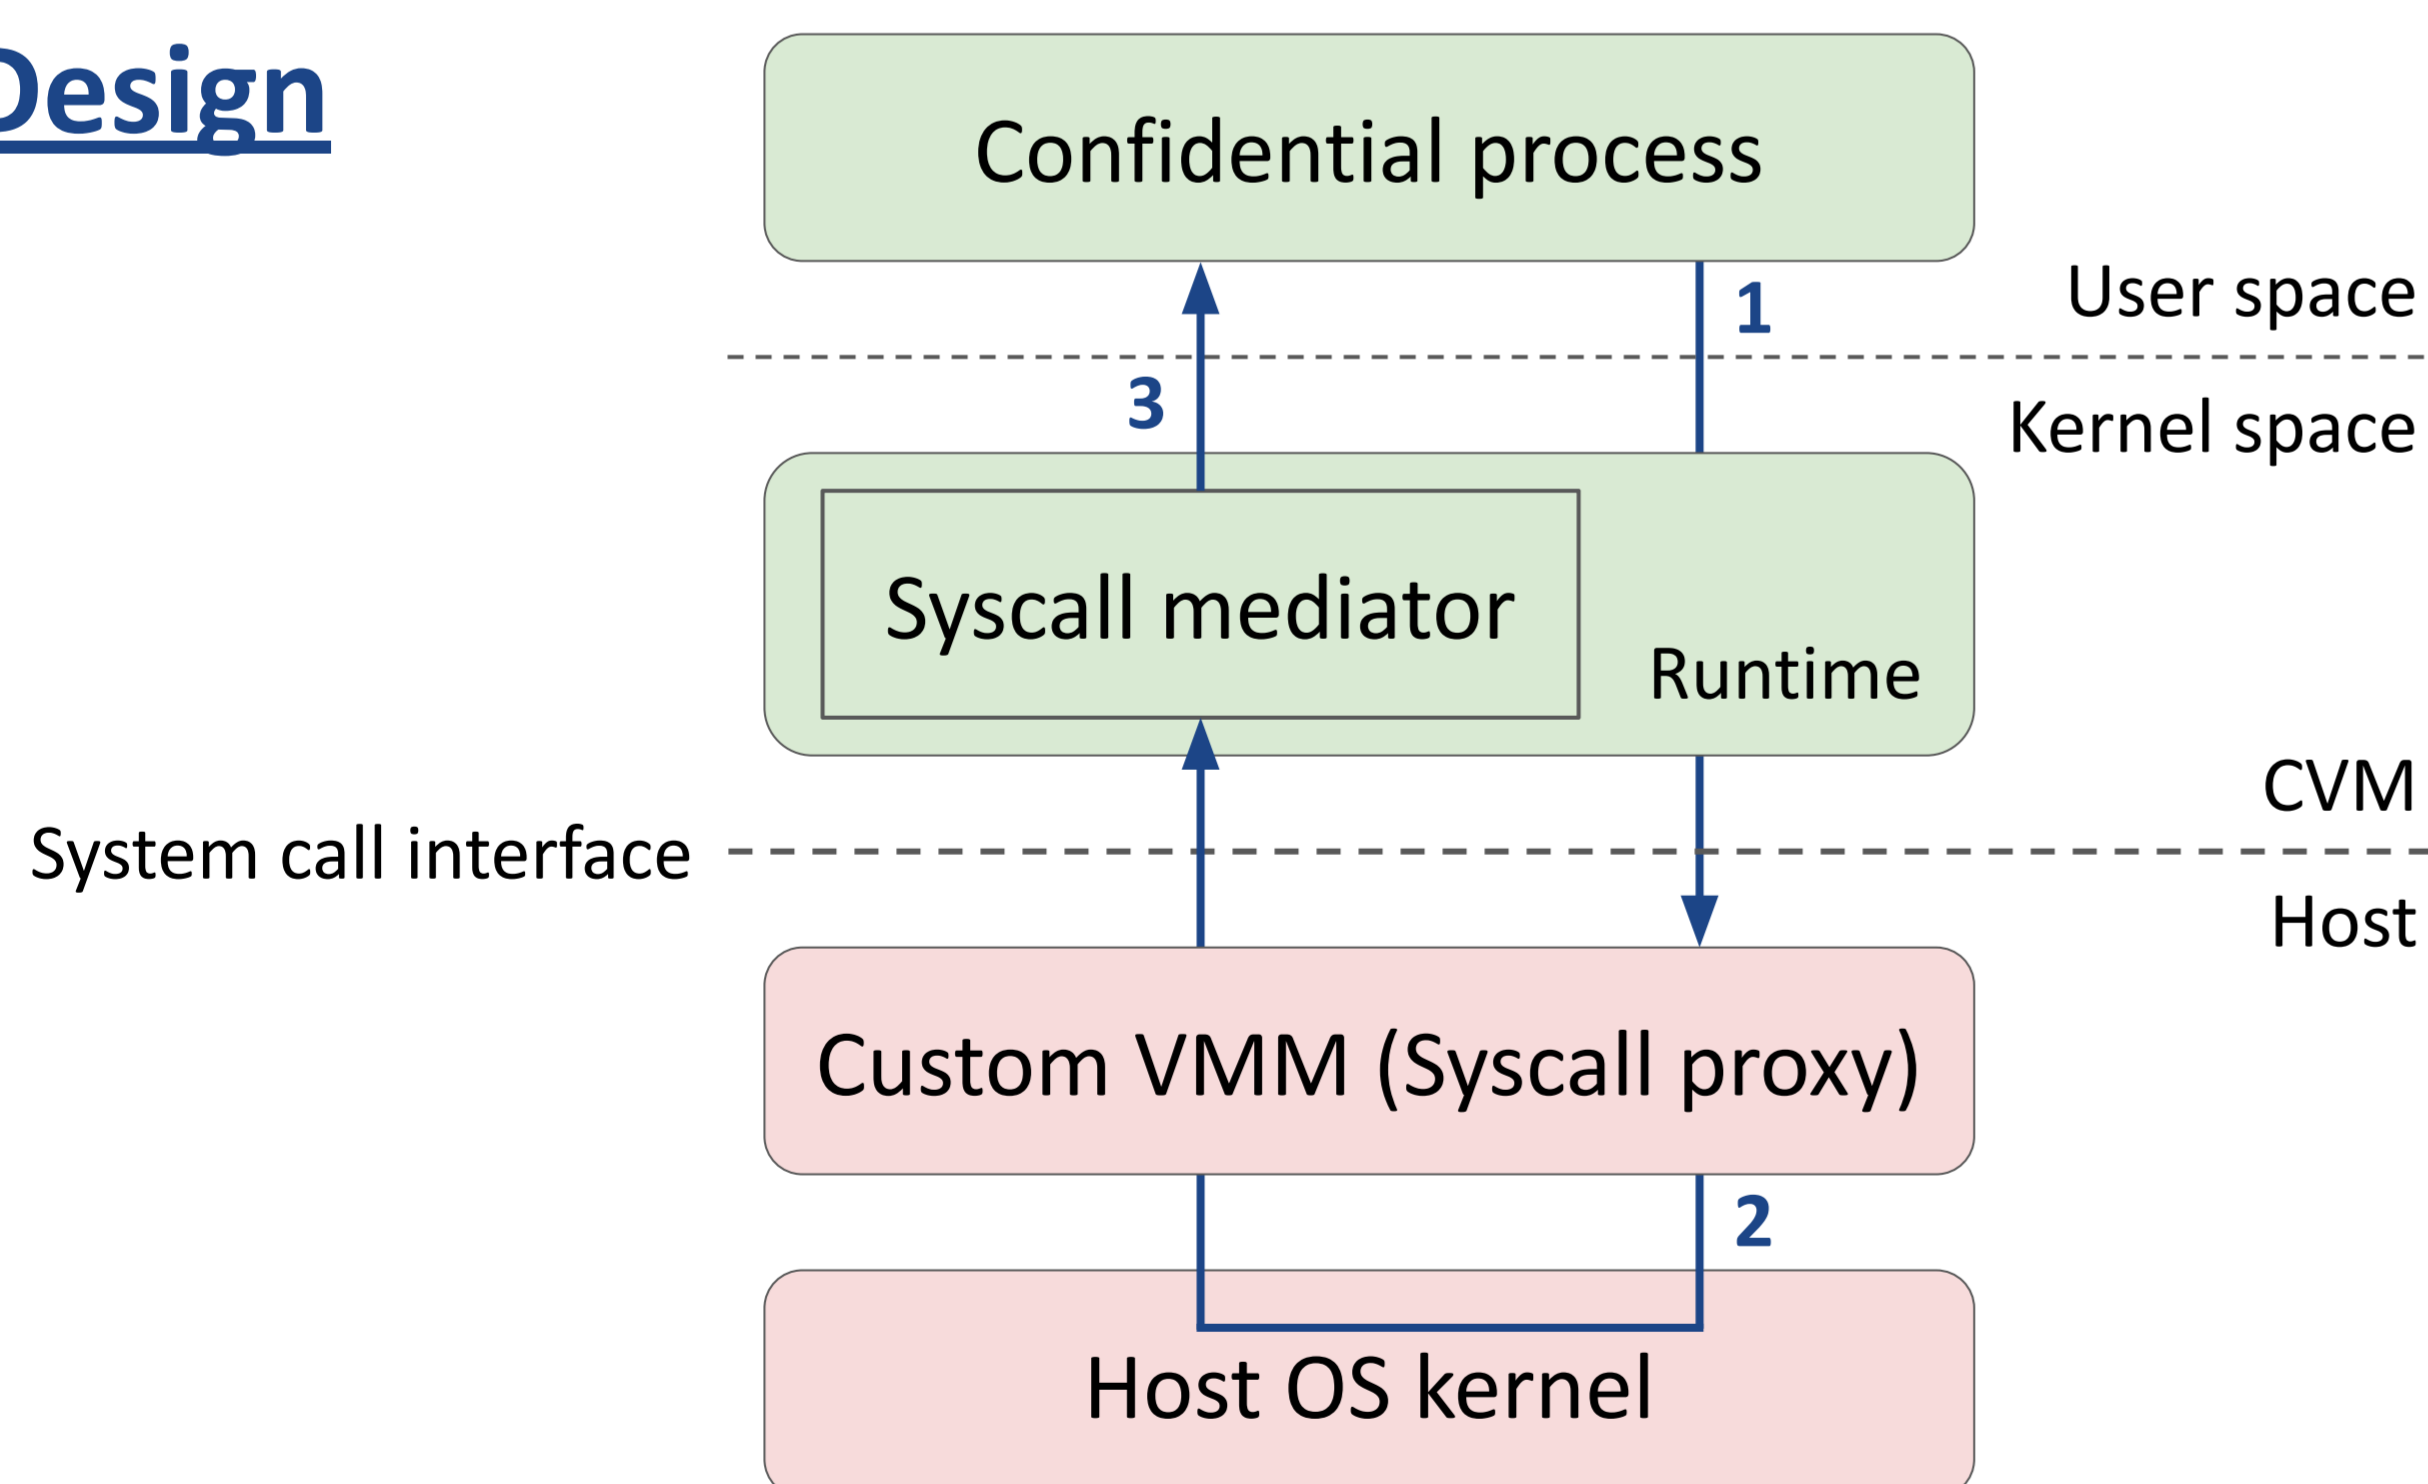 Design
Confidential process
1
User space
3
Kernel space
Syscall mediator
Runtime
CVM
System call interface
Host
Custom VMM (Syscall proxy)
2
Host OS kernel